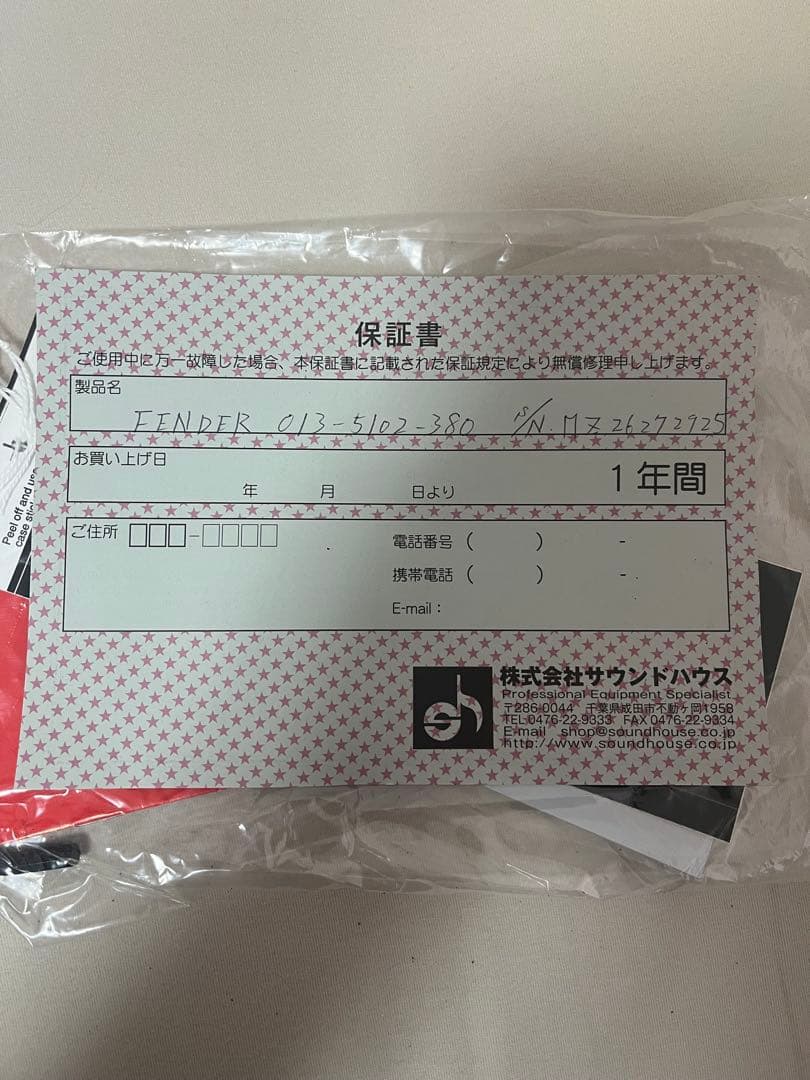 保証書
ご使用中に万一故障した場合、本保証書に記載された保証規定により無償修理申し上げます。
製品名
FENDER 013-5102-380 S/N. MZ26272925
お買い上げ日
年 月 日より 1年間
ご住所 □□□-□□□□
電話番号 ( ) -
携帯電話 ( ) -
E-mail：
株式会社サウンドハウス
Professional Equipment Specialist
〒286-0044 千葉県成田市不動ヶ岡1958
TEL:0476-22-9333 FAX:0476-22-9334
E-mail shop@soundhouse.co.jp
http://www.soundhouse.co.jp
Peel off and use
case